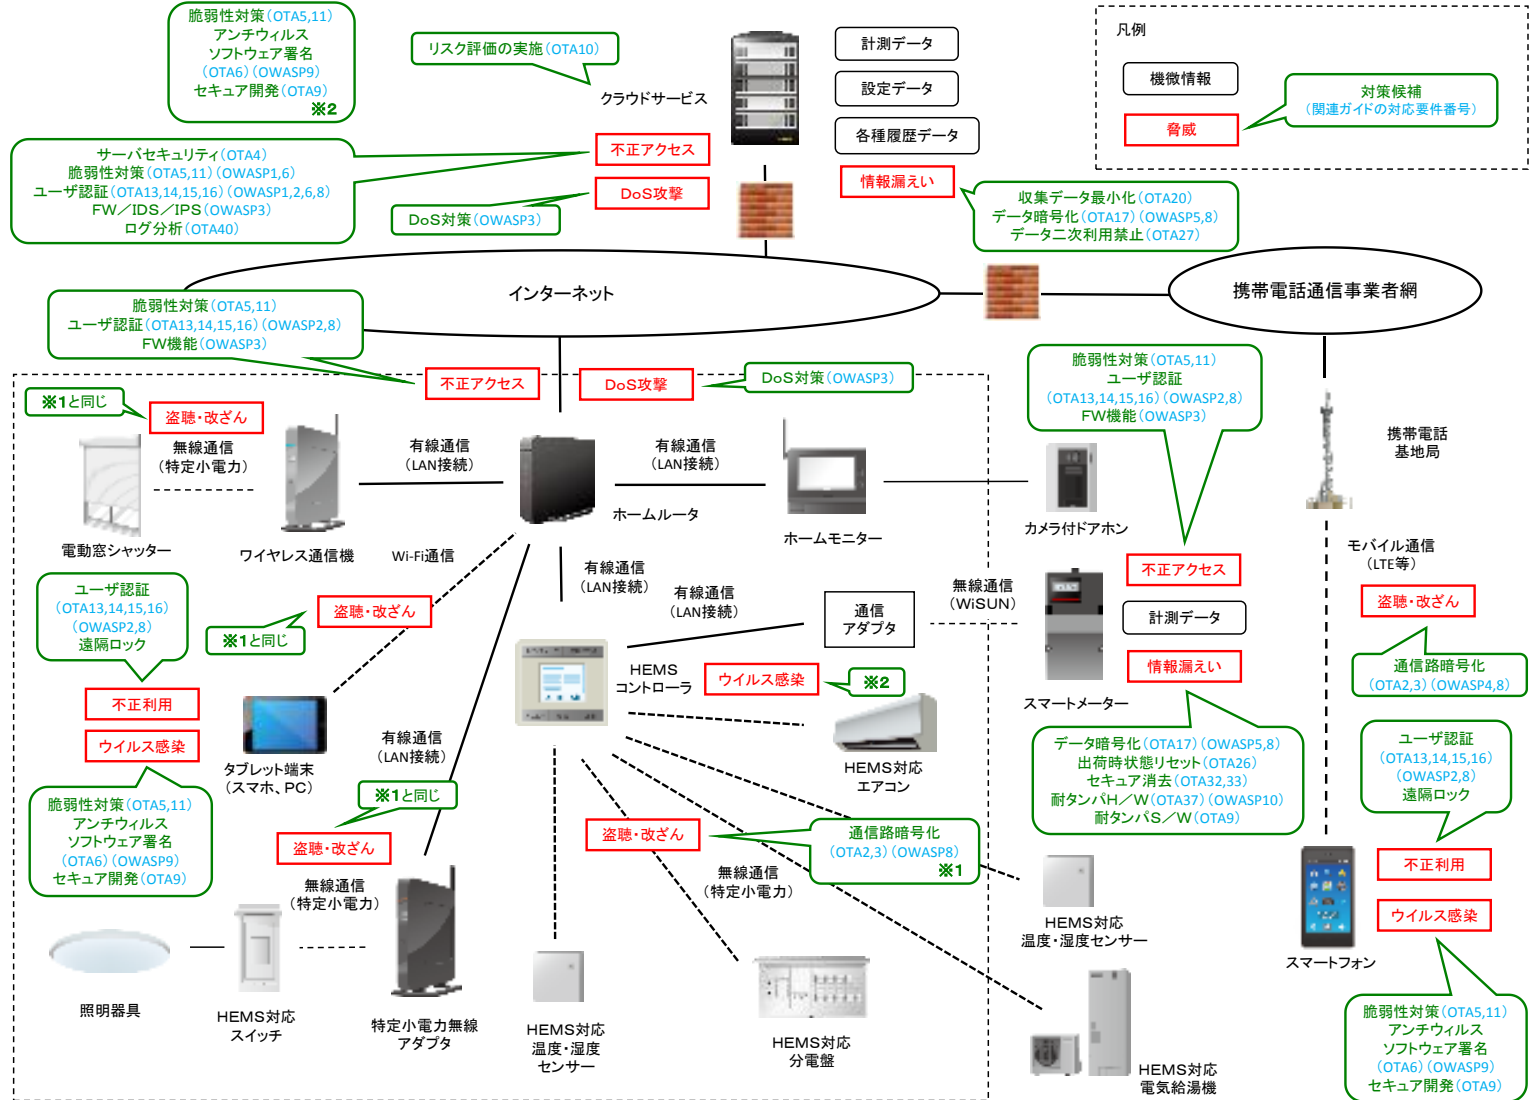 脆弱性対策(OTA5,11)
アンチウィルス
ソフトウェア署名
(OTA6)(OWASP9)
セキュア開発(OTA9)
※2
リスク評価の実施(OTA10)
クラウドサービス
計測データ
設定データ
各種履歴データ
凡例
機微情報
脅威
対策候補
(関連ガイドの対応要件番号)
サーバセキュリティ(OTA4)
脆弱性対策(OTA5,11)(OWASP1,6)
ユーザ認証(OTA13,14,15,16)(OWASP1,2,6,8)
FW/IDS/IPS(OWASP3)
ログ分析(OTA40)
不正アクセス
DoS攻撃
DoS対策(OWASP3)
情報漏えい
収集データ最小化(OTA20)
データ暗号化(OTA17)(OWASP5,8)
データ二次利用禁止(OTA27)
インターネット
携帯電話通信事業者網
脆弱性対策(OTA5,11)
ユーザ認証(OTA13,14,15,16)(OWASP2,8)
FW機能(OWASP3)
不正アクセス
DoS攻撃
DoS対策(OWASP3)
脆弱性対策(OTA5,11)
ユーザ認証
(OTA13,14,15,16)(OWASP2,8)
FW機能(OWASP3)
※1と同じ
盗聴・改ざん
無線通信
(特定小電力)
有線通信
(LAN接続)
有線通信
(LAN接続)
携帯電話
基地局
電動窓シャッター
ワイヤレス通信機
Wi-Fi通信
ホームルータ
ホームモニター
カメラ付ドアホン
モバイル通信
(LTE等)
ユーザ認証
(OTA13,14,15,16)
(OWASP2,8)
遠隔ロック
盗聴・改ざん
※1と同じ
有線通信
(LAN接続)
有線通信
(LAN接続)
通信
アダプタ
無線通信
(WiSUN)
不正アクセス
計測データ
情報漏えい
スマートメーター
盗聴・改ざん
通信路暗号化
(OTA2,3)(OWASP4,8)
不正利用
ウイルス感染
タブレット端末
(スマホ、PC)
有線通信
(LAN接続)
HEMS
コントローラ
ウイルス感染
※2
HEMS対応
エアコン
データ暗号化(OTA17)(OWASP5,8)
出荷時状態リセット(OTA26)
セキュア消去(OTA32,33)
耐タンパH/W(OTA37)(OWASP10)
耐タンパS/W(OTA9)
ユーザ認証
(OTA13,14,15,16)
(OWASP2,8)
遠隔ロック
脆弱性対策(OTA5,11)
アンチウィルス
ソフトウェア署名
(OTA6)(OWASP9)
セキュア開発(OTA9)
※1と同じ
盗聴・改ざん
無線通信
(特定小電力)
盗聴・改ざん
通信路暗号化
(OTA2,3)(OWASP8)
※1
無線通信
(特定小電力)
不正利用
ウイルス感染
スマートフォン
HEMS対応
温度・湿度センサー
照明器具
HEMS対応
スイッチ
特定小電力無線
アダプタ
HEMS対応
温度・湿度
センサー
HEMS対応
分電盤
HEMS対応
電気給湯機
脆弱性対策(OTA5,11)
アンチウィルス
ソフトウェア署名
(OTA6)(OWASP9)
セキュア開発(OTA9)